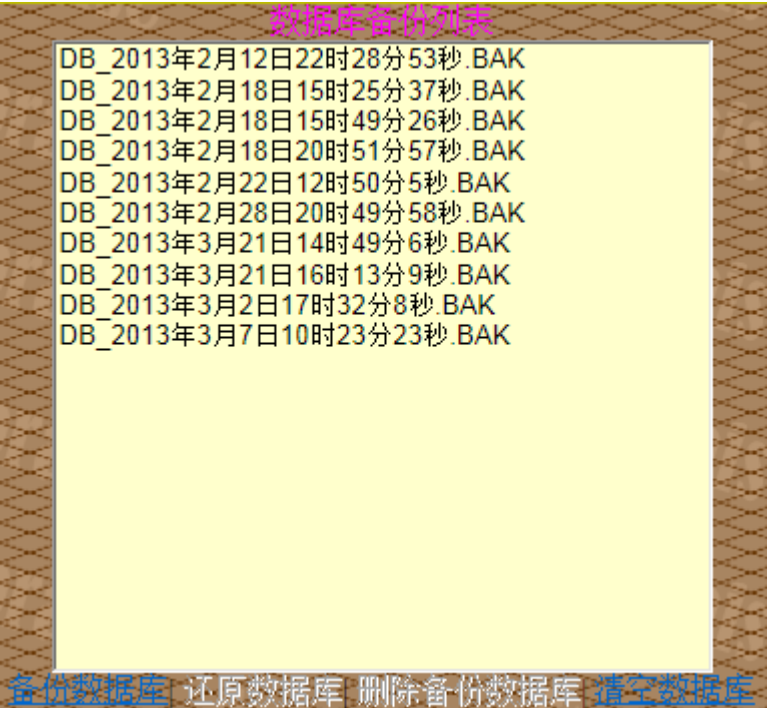 数据库备份列表
DB_2013年2月12日22时28分53秒.BAK
DB_2013年2月18日15时25分37秒.BAK
DB_2013年2月18日15时49分26秒.BAK
DB_2013年2月18日20时51分57秒.BAK
DB_2013年2月22日12时50分5秒.BAK
DB_2013年2月28日20时49分58秒.BAK
DB_2013年3月21日14时49分6秒.BAK
DB_2013年3月21日16时13分9秒.BAK
DB_2013年3月2日17时32分8秒.BAK
DB_2013年3月7日10时23分23秒.BAK
备份数据库 还原数据库 删除备份数据库 清空数据库